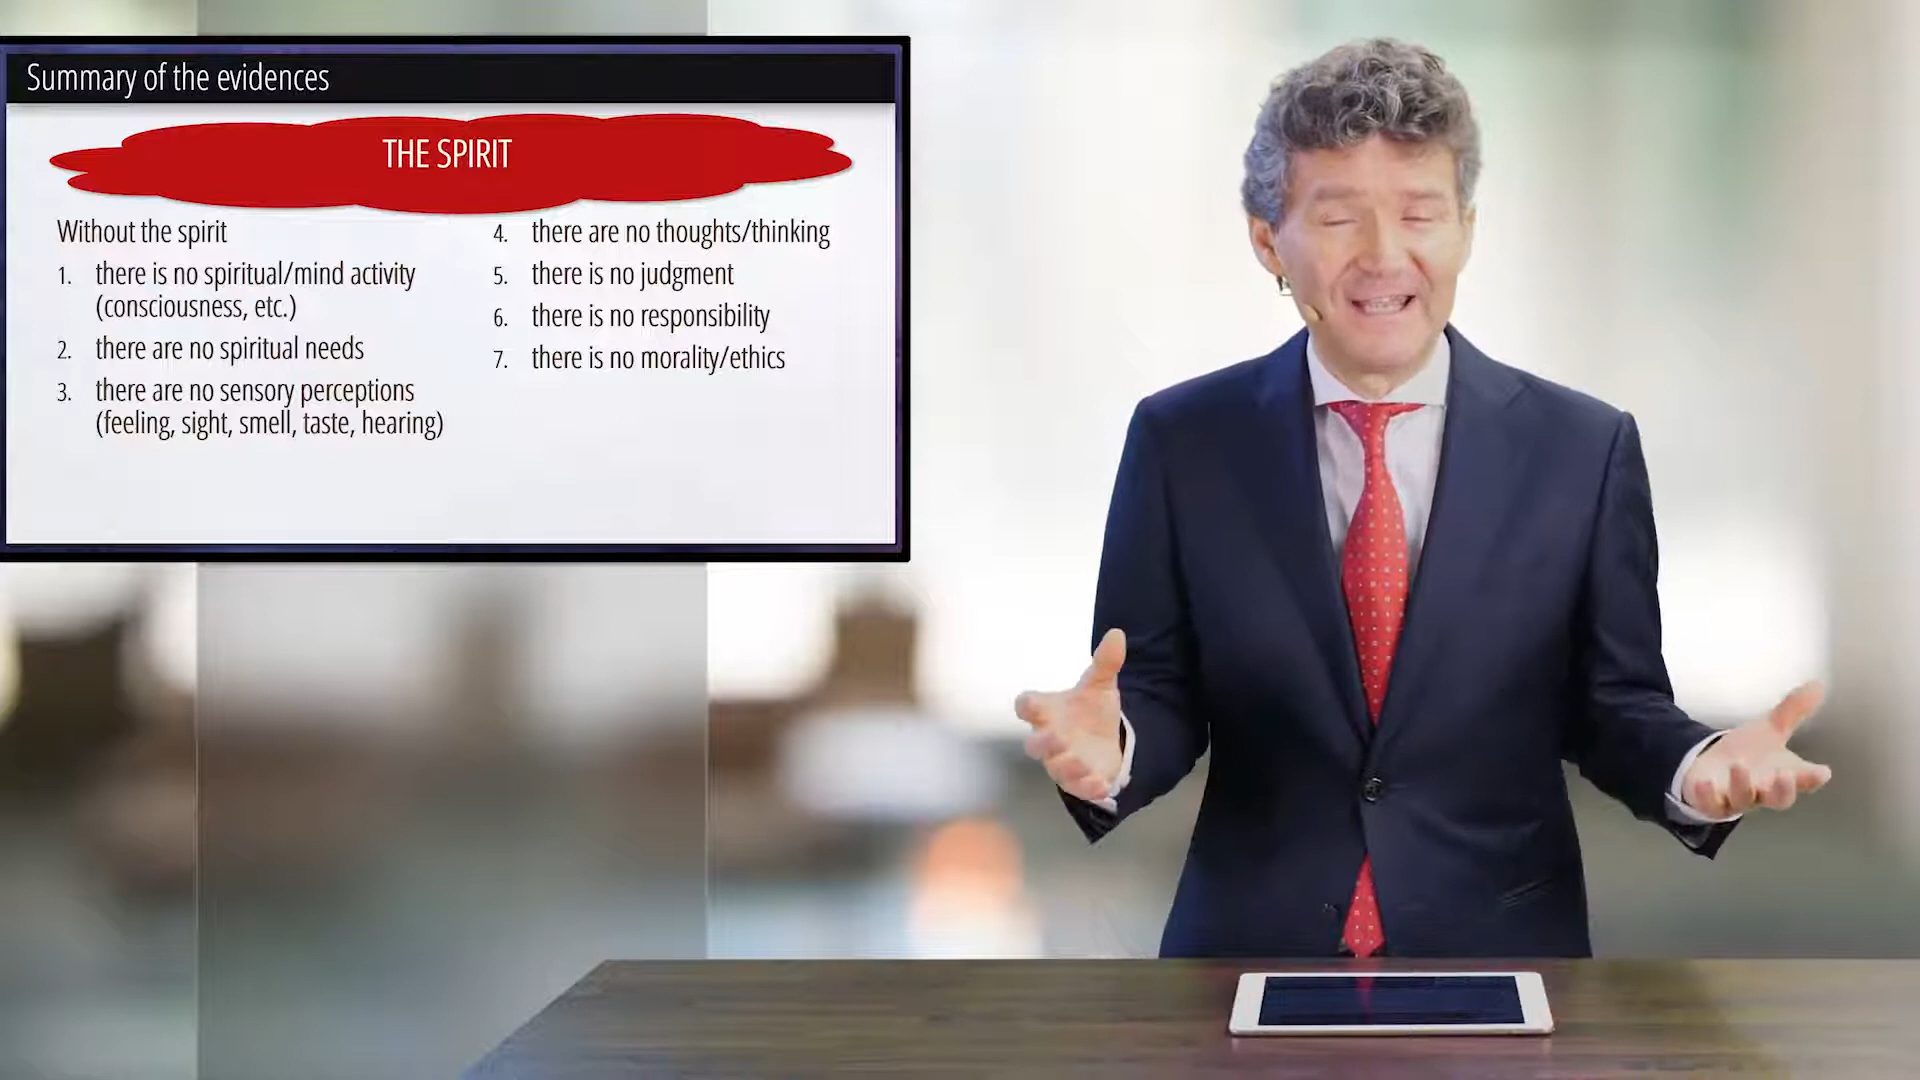 Summary of the evidences
THE SPIRIT
Without the spirit
1. there is no spiritual/mind activity
(consciousness, etc.)
2. there are no spiritual needs
3. there are no sensory perceptions
(feeling, sight, smell, taste, hearing)
4. there are no thoughts/thinking
5. there is no judgment
6. there is no responsibility
7. there is no morality/ethics